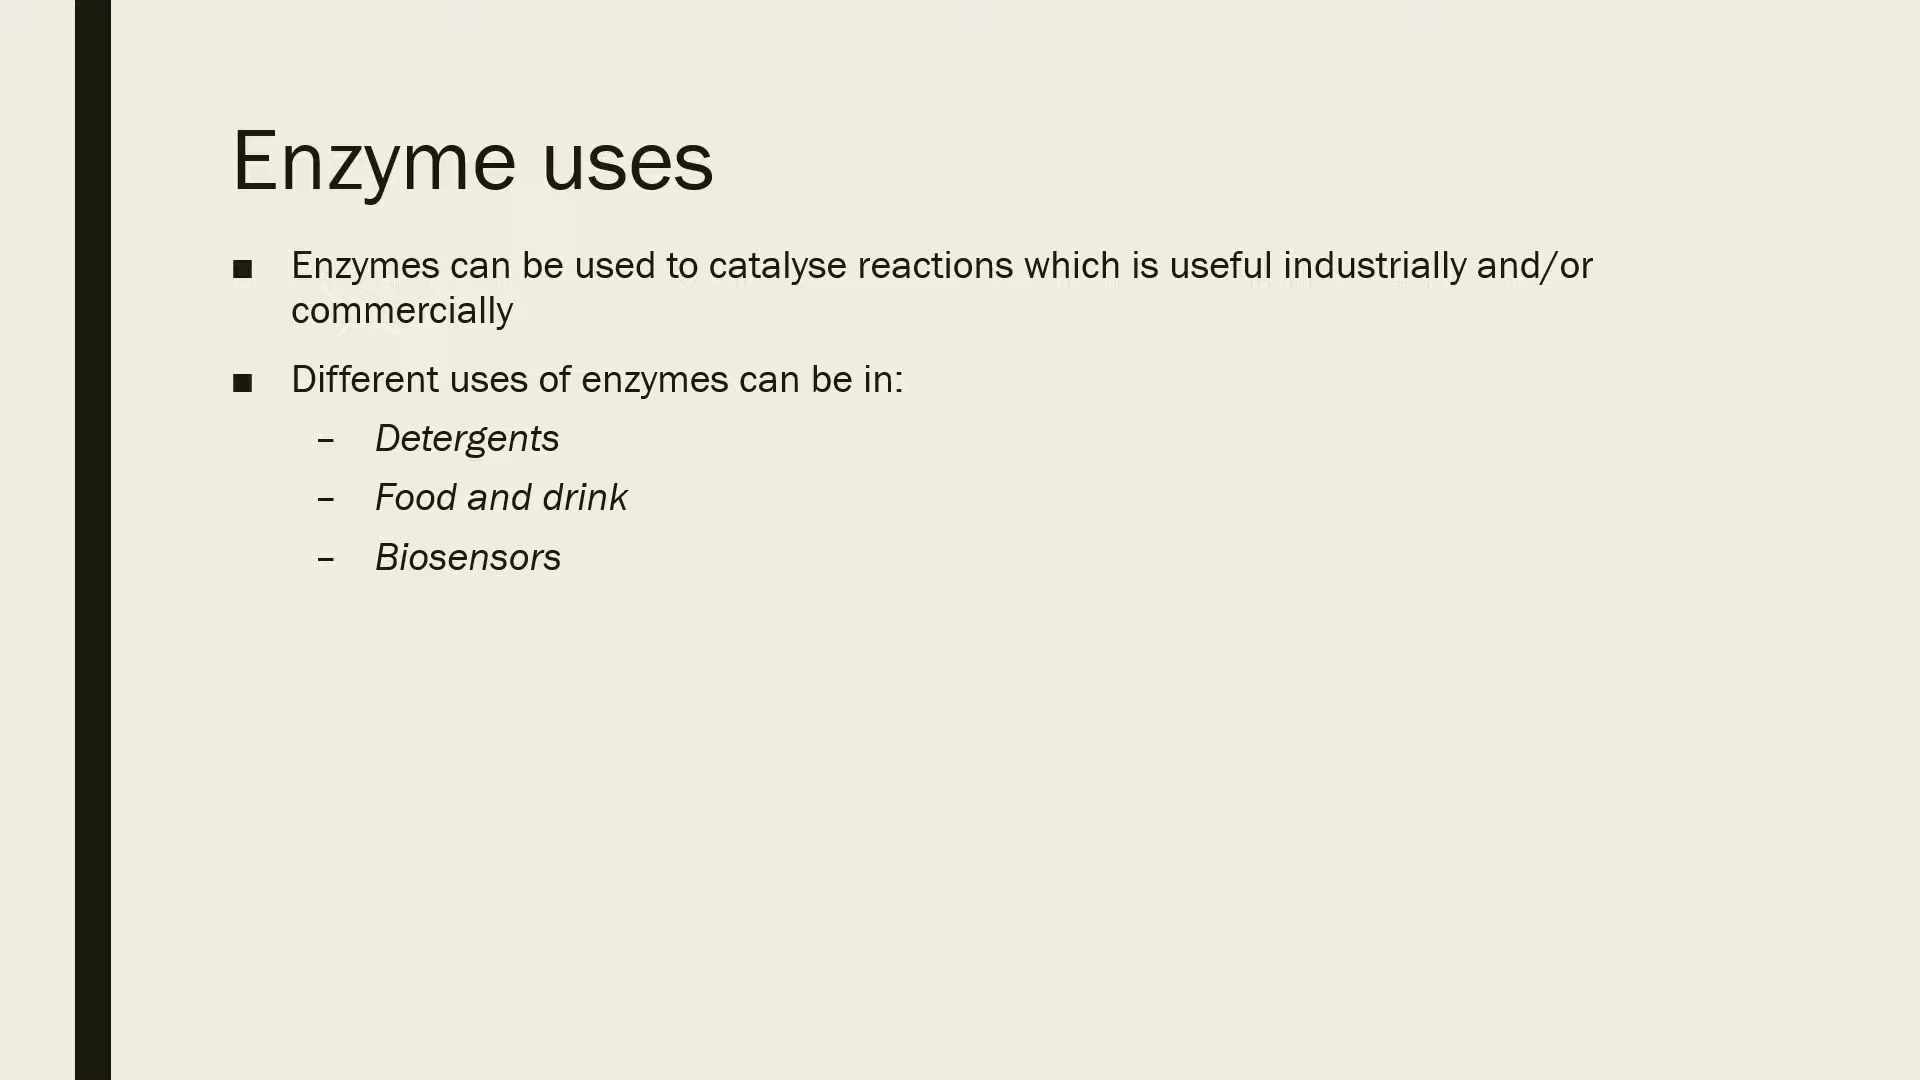 Enzyme uses
■ Enzymes can be used to catalyse reactions which is useful industrially and/or
commercially
■ Different uses of enzymes can be in:
– Detergents
– Food and drink
– Biosensors